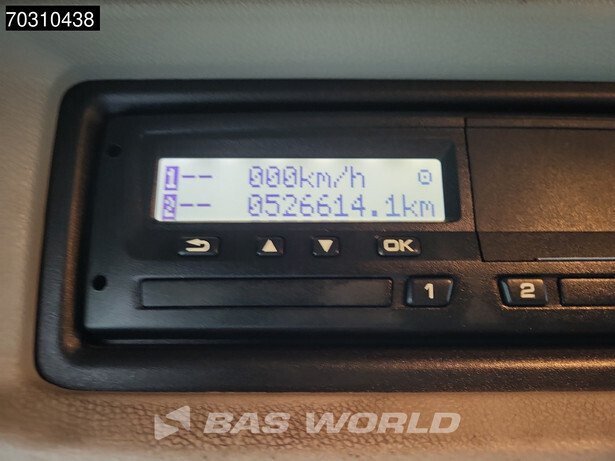 70310438
1-- 000km/h
2-- 0526614.1km
OK
1 2
BAS WORLD